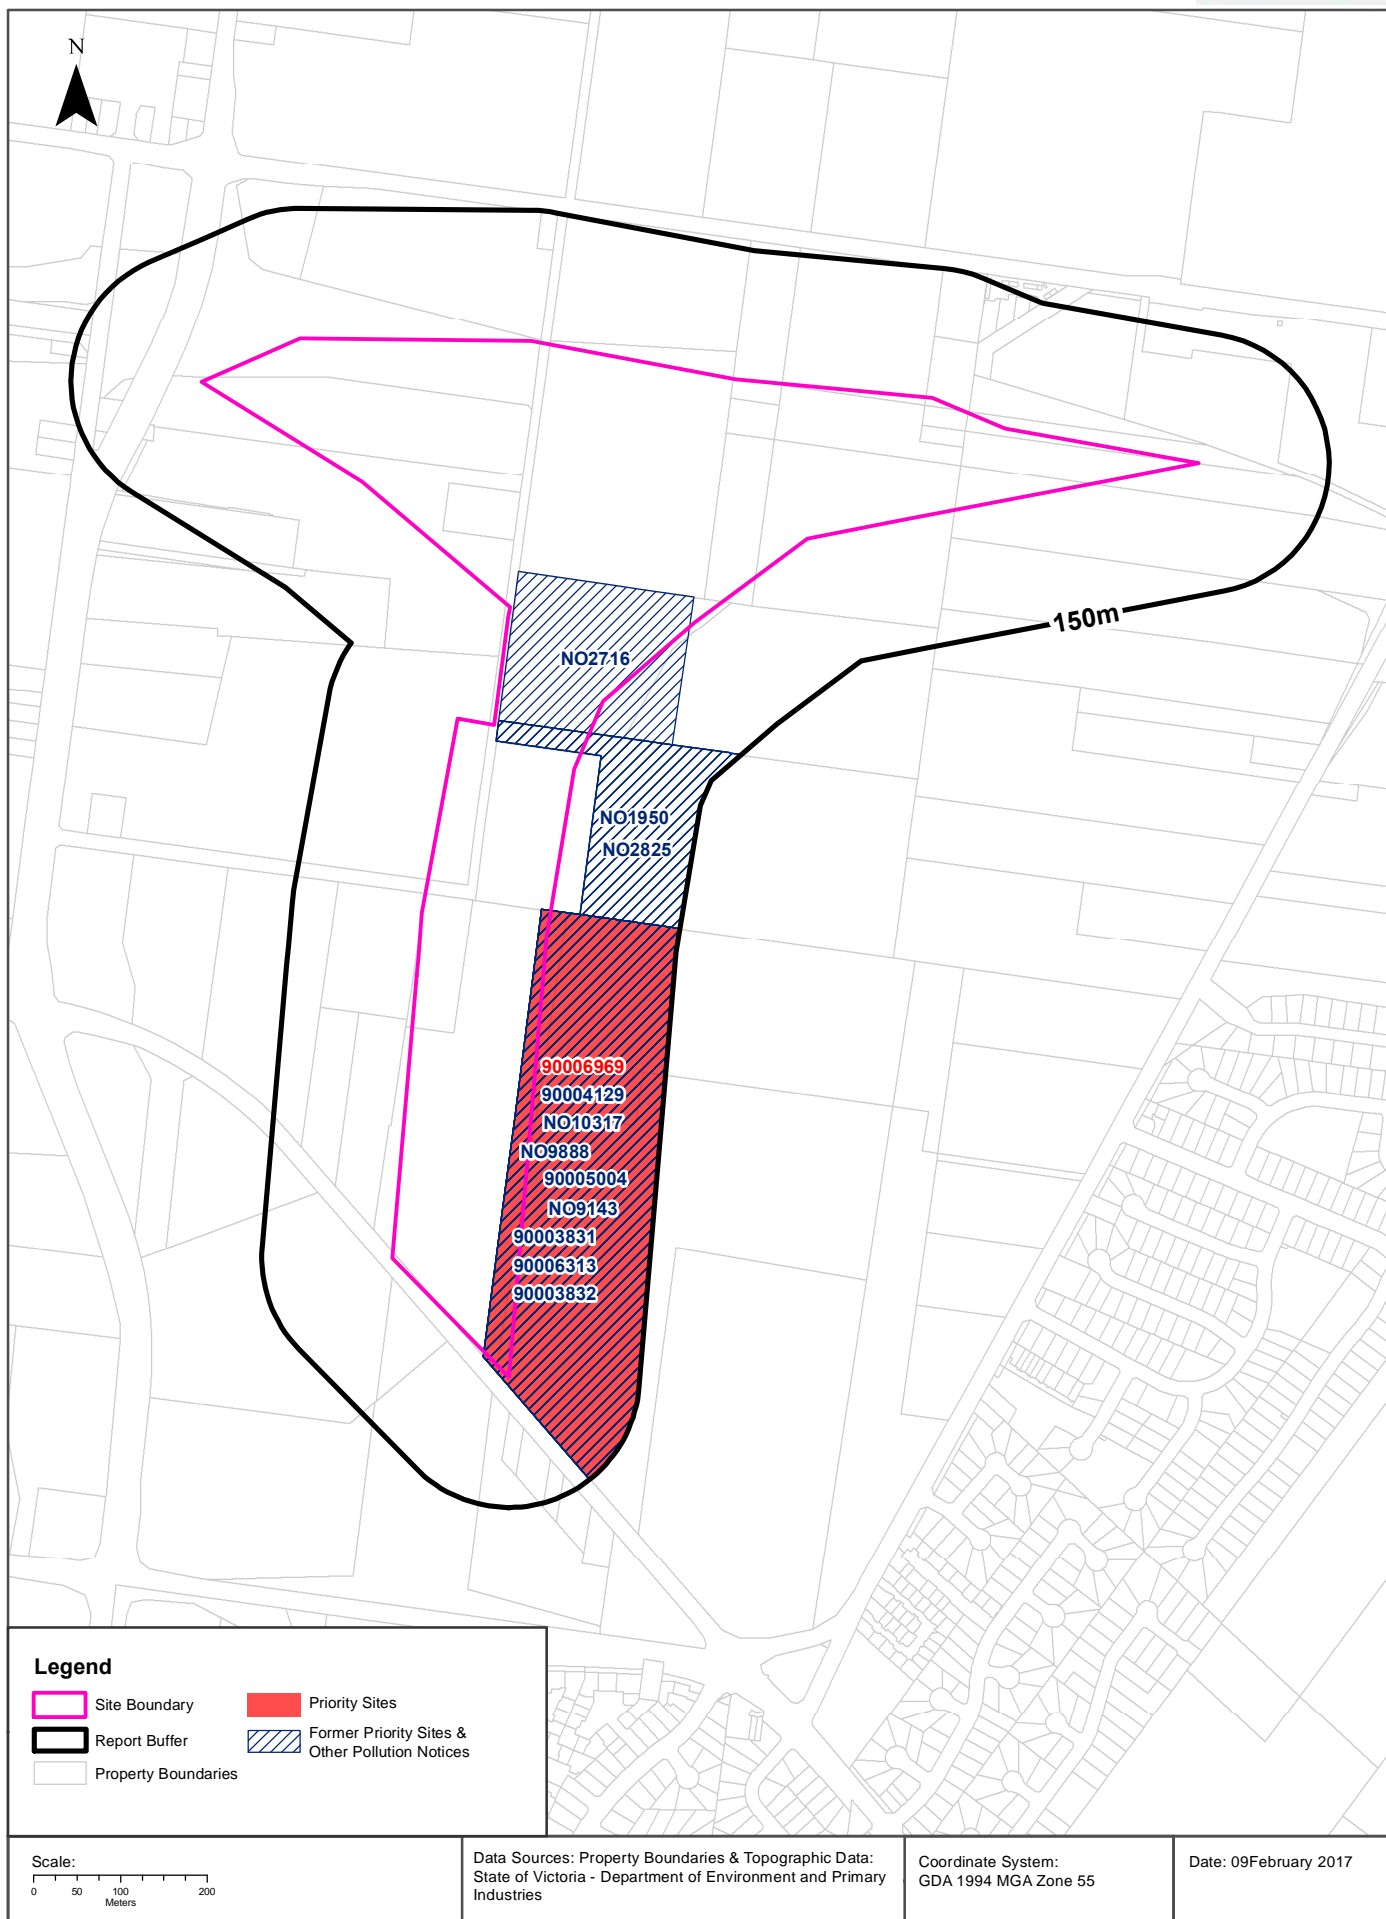 N
150m
NO2716
NO1950
NO2825
90006969
90004129
NO10317
NO9888
90005004
NO9143
90003831
90006313
90003832
Legend
Site Boundary
Report Buffer
Property Boundaries
Priority Sites
Former Priority Sites &
Other Pollution Notices
Scale:
0 50 100 200
Meters
Data Sources: Property Boundaries & Topographic Data:
State of Victoria - Department of Environment and Primary
Industries
Coordinate System:
GDA 1994 MGA Zone 55
Date: 09February 2017